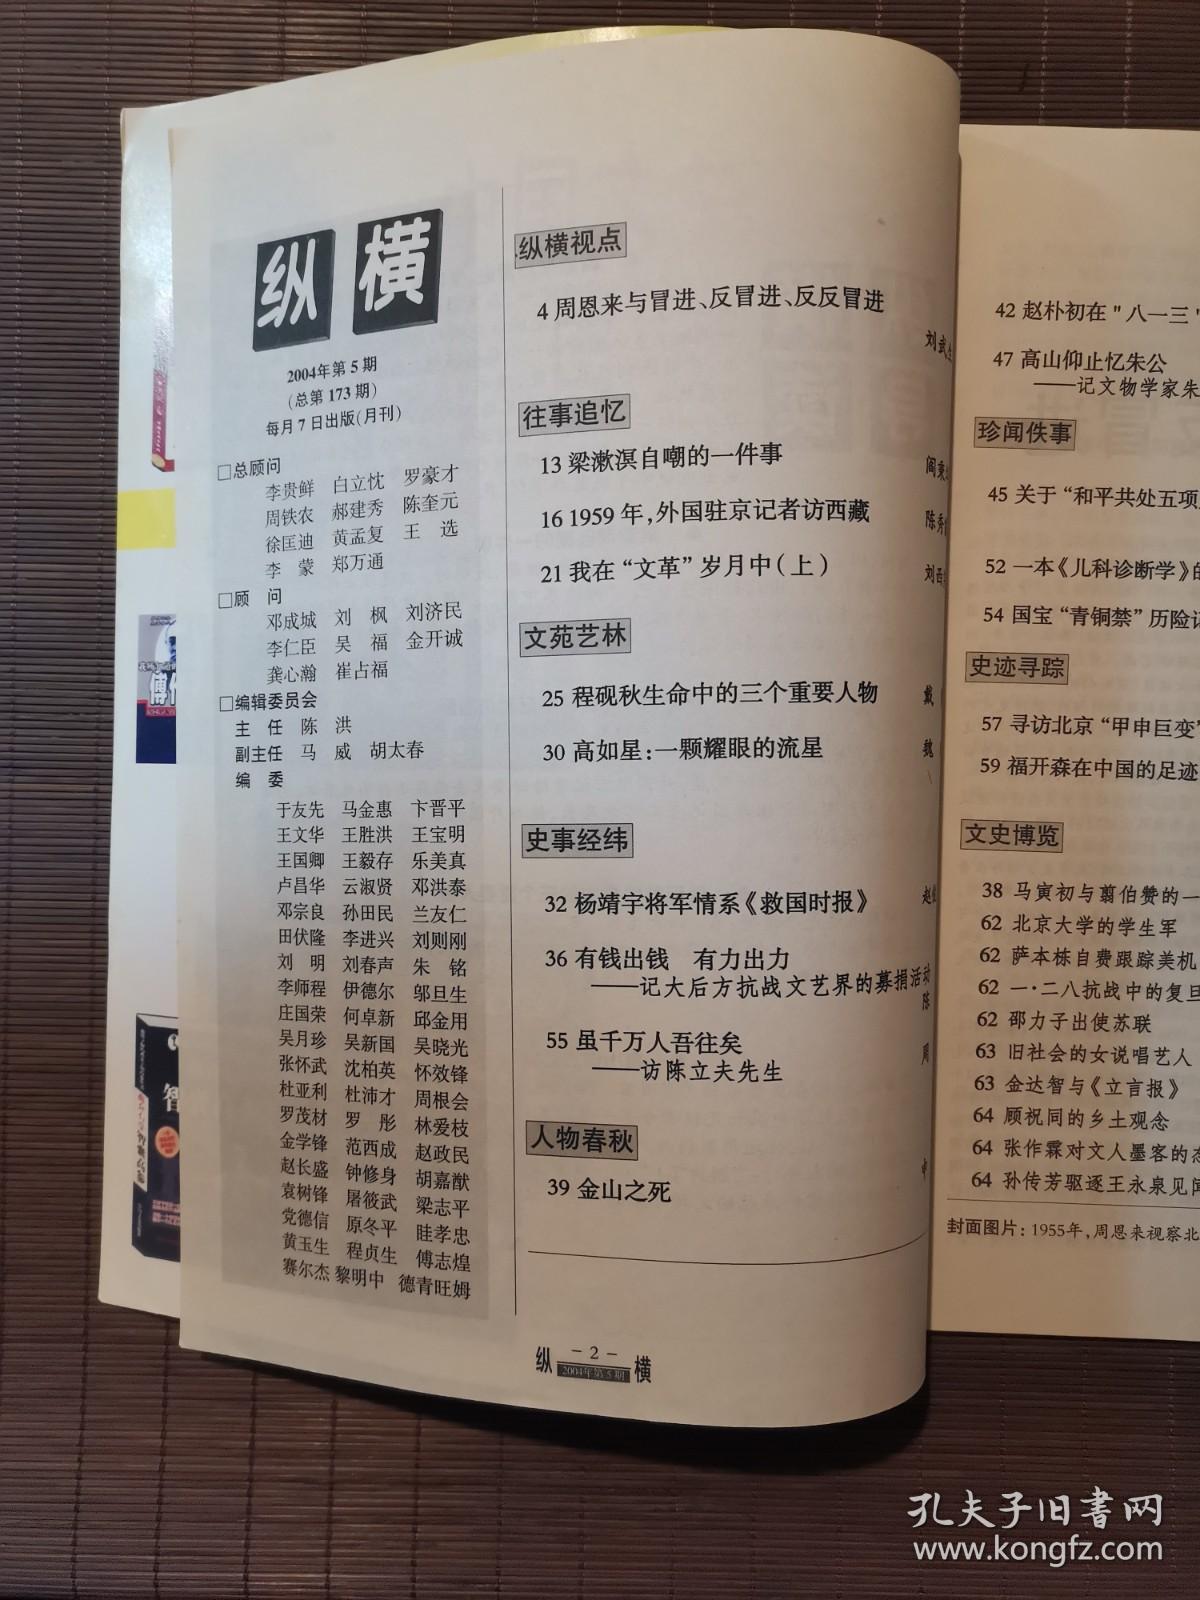 纵横
2004年第5期
(总第173期)
每月7日出版(月刊)
□总顾问
李贵鲜 白立忱 罗豪才
周铁农 郝建秀 陈奎元
徐匡迪 黄孟复 王 选
李 蒙 郑万通
□顾 问
邓成城 刘 枫 刘济民
李仁臣 吴 福 金开诚
龚心瀚 崔占福
□编辑委员会
主 任 陈 洪
副主任 马 威 胡太春
编 委
于友先 马金惠 卞晋平
王文华 王胜洪 王宝明
王国卿 王毅存 乐美真
卢昌华 云淑贤 邓洪泰
邓宗良 孙田民 兰友仁
田伏隆 李进兴 刘则刚
刘 明 刘春声 朱 铭
李师程 伊德尔 邬旦生
庄国荣 何卓新 邱金用
吴月珍 吴新国 吴晓光
张怀武 沈柏英 怀效锋
杜亚利 杜沛才 周根会
罗茂材 罗 彤 林爱枝
金学锋 范西成 赵政民
赵长盛 钟修身 胡嘉猷
袁树锋 屠筱武 梁志平
党德信 原冬平 眭孝忠
黄玉生 程贞生 傅志煌
赛尔杰 黎明中 德青旺姆
纵横视点
4 周恩来与冒进、反冒进、反反冒进
刘武生
往事追忆
13 梁漱溟自嘲的一件事
16 1959年,外国驻京记者访西藏
陈秀
21 我在“文革”岁月中(上)
刘西
文苑艺林
25 程砚秋生命中的三个重要人物
戴
30 高如星:一颗耀眼的流星
魏
史事经纬
32 杨靖宇将军情系《救国时报》
赵
36 有钱出钱 有力出力
——记大后方抗战文艺界的募捐活动
陈
55 虽千万人吾往矣
——访陈立夫先生
周
人物春秋
39 金山之死
申
纵 -2- 横
2004年第5期
42 赵朴初在"八一三"
47 高山仰止忆朱公
——记文物学家朱
珍闻佚事
45 关于“和平共处五项
52 一本《儿科诊断学》的
54 国宝“青铜禁”历险记
史迹寻踪
57 寻访北京“甲申巨变”
59 福开森在中国的足迹
文史博览
38 马寅初与翦伯赞的一
62 北京大学的学生军
62 萨本栋自费跟踪美机
62 一·二八抗战中的复旦
62 邵力子出使苏联
63 旧社会的女说唱艺人
63 金达智与《立言报》
64 顾祝同的乡土观念
64 张作霖对文人墨客的态
64 孙传芳驱逐王永泉见闻
封面图片:1955年,周恩来视察北
孔夫子旧书网
www.kongfz.com